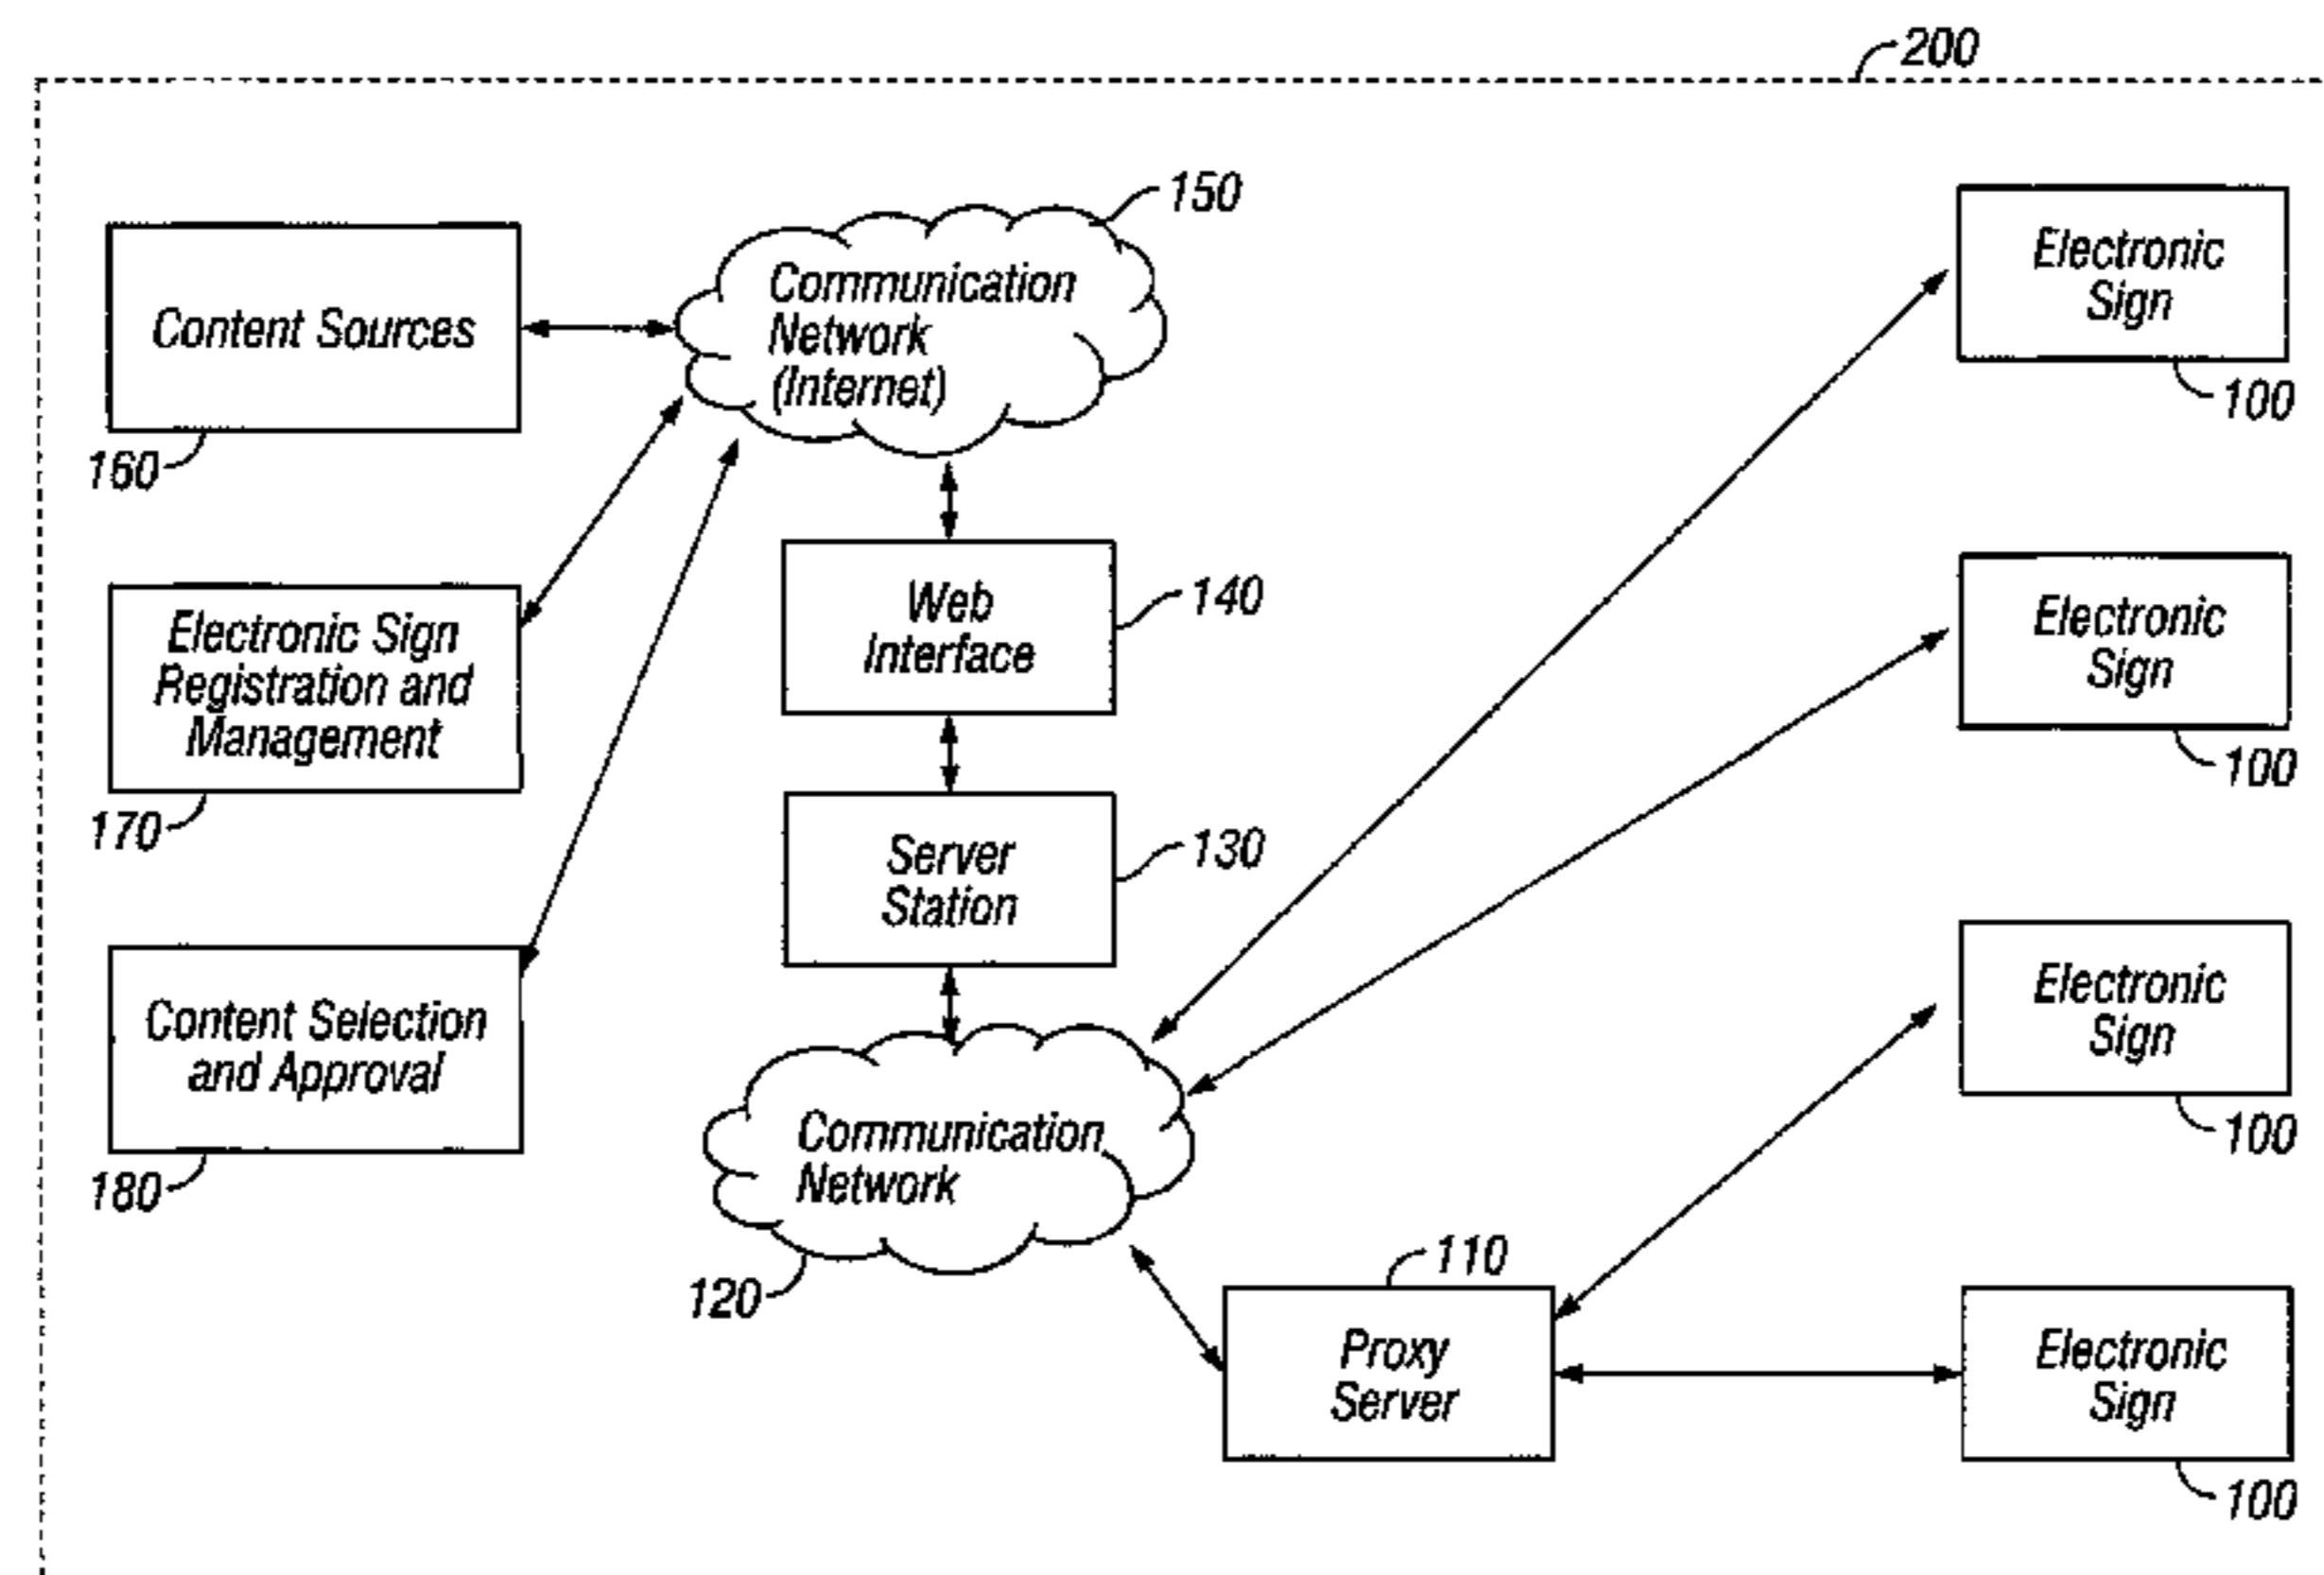 200
150
Communication
Network
(Internet)
Content Sources
160
Electronic
Sign
100
Electronic Sign
Registration and
Management
170
Web
Interface
140
Electronic
Sign
100
Server
Station
130
Content Selection
and Approval
180
Electronic
Sign
100
Communication
Network
120
110
Proxy
Server
Electronic
Sign
100